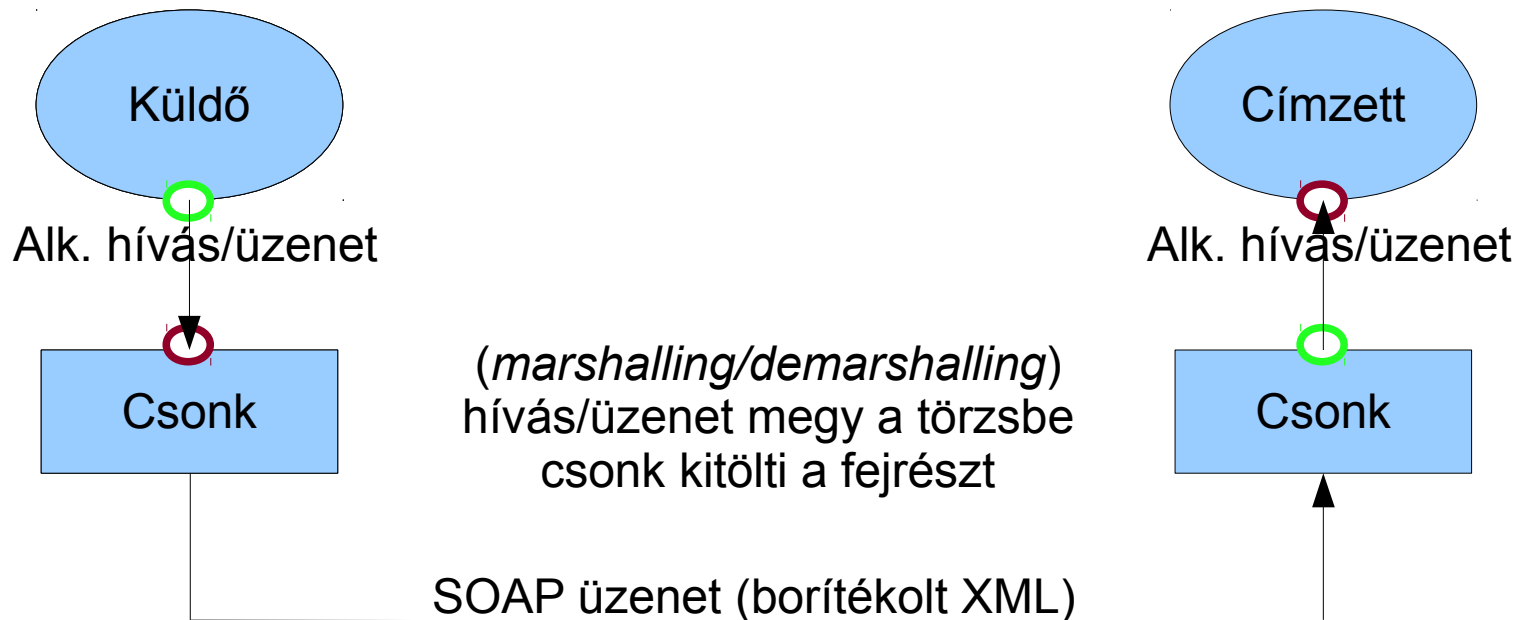 Küldő
Címzett
Alk. hívás/üzenet
Alk. hívás/üzenet
(marshalling/demarshalling)
hívás/üzenet megy a törzsbe
csonk kitölti a fejrészt
Csonk
Csonk
SOAP üzenet (borítékolt XML)